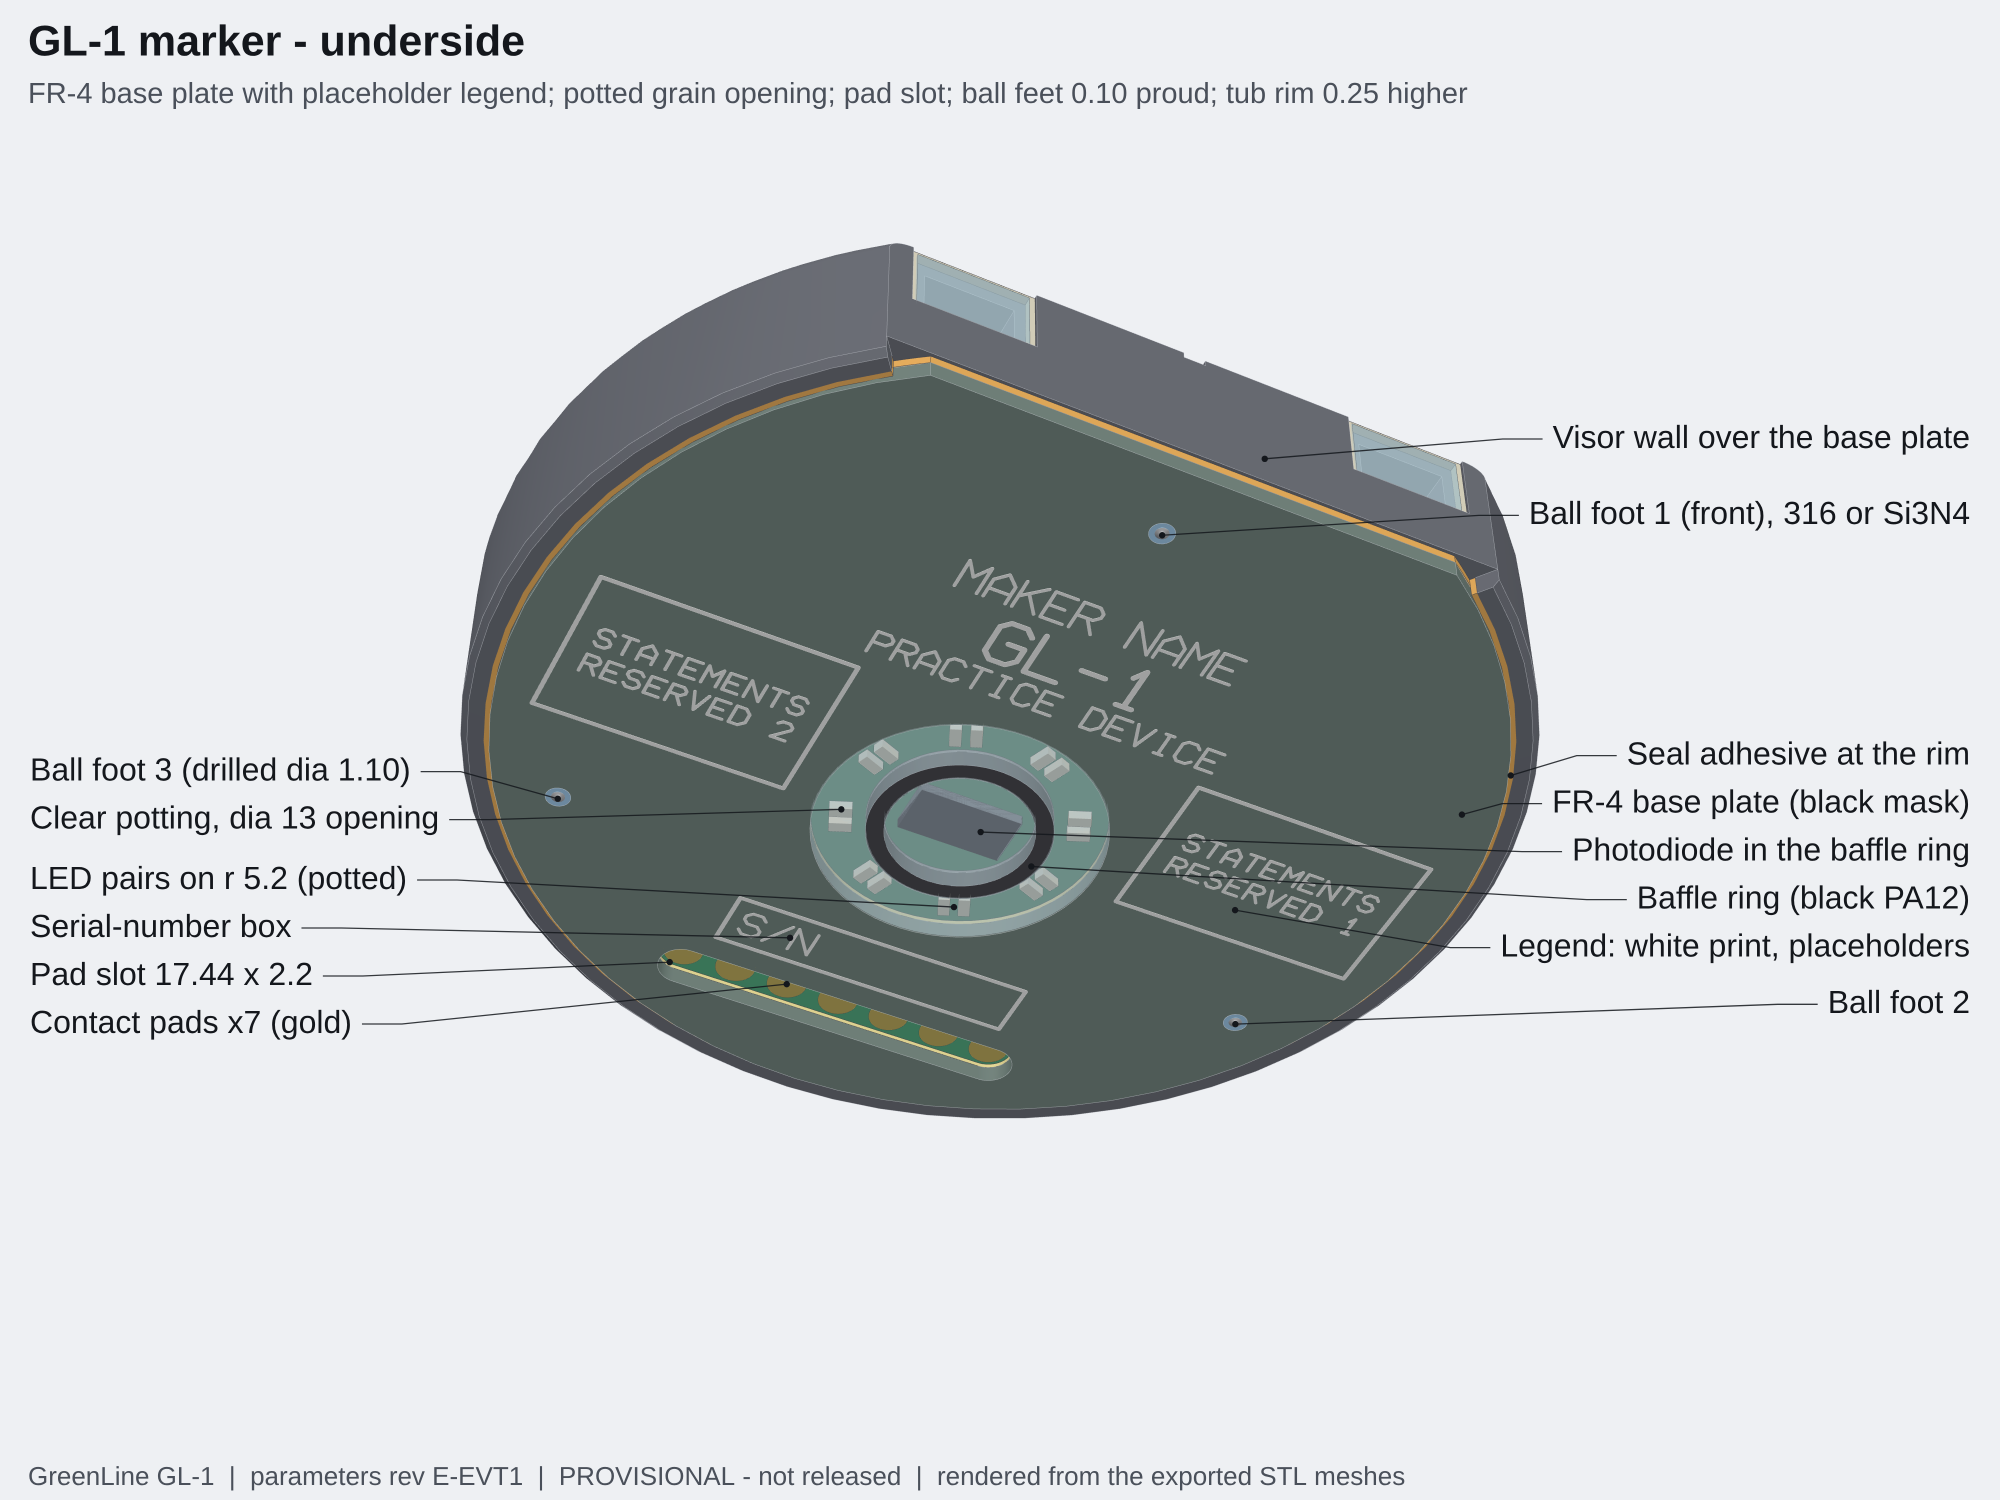 GL-1 marker - underside
FR-4 base plate with placeholder legend; potted grain opening; pad slot; ball feet 0.10 proud; tub rim 0.25 higher
Visor wall over the base plate
Ball foot 1 (front), 316 or Si3N4
MAKER NAME
GL-1
PRACTICE DEVICE
STATEMENTS
RESERVED 2
STATEMENTS
RESERVED 1
S/N
Ball foot 3 (drilled dia 1.10)
Clear potting, dia 13 opening
LED pairs on r 5.2 (potted)
Serial-number box
Pad slot 17.44 x 2.2
Contact pads x7 (gold)
Seal adhesive at the rim
FR-4 base plate (black mask)
Photodiode in the baffle ring
Baffle ring (black PA12)
Legend: white print, placeholders
Ball foot 2
GreenLine GL-1 | parameters rev E-EVT1 | PROVISIONAL - not released | rendered from the exported STL meshes